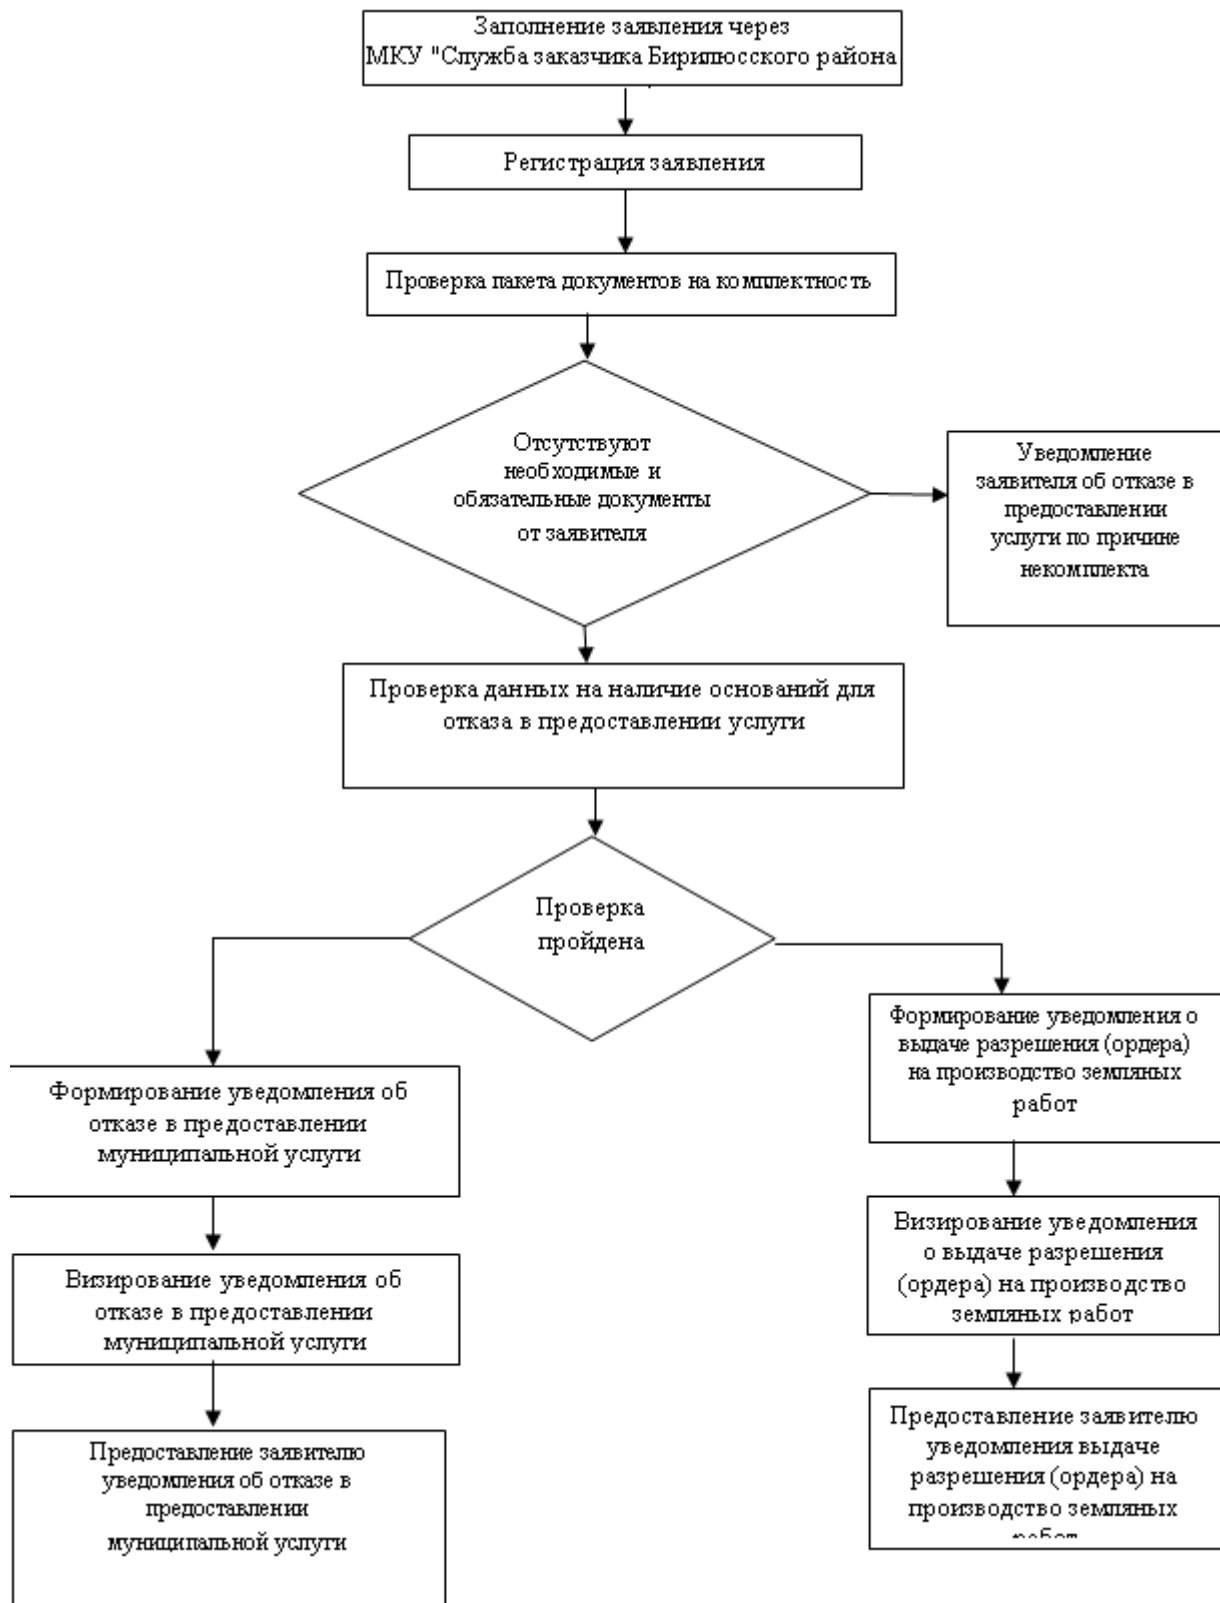 Заполнение заявления через
МКУ "Служба заказчика Бирилюсского района
Регистрация заявления
Проверка пакета документов на комплектность
Отсутствуют
необходимые и
обязательные документы
от заявителя
Уведомление
заявителя об отказе в
предоставлении
услуги по причине
некомплекта
Проверка данных на наличие оснований для
отказа в предоставлении услуги
Проверка
пройдена
Формирование уведомления об
отказе в предоставлении
муниципальной услуги
Формирование уведомления о
выдаче разрешения (ордера)
на производство земляных
работ
Визирование уведомления об
отказе в предоставлении
муниципальной услуги
Визирование уведомления
о выдаче разрешения
(ордера) на производство
земляных работ
Предоставление заявителю
уведомления об отказе в
предоставлении
муниципальной услуги
Предоставление заявителю
уведомления выдаче
разрешения (ордера) на
производство земляных
работ